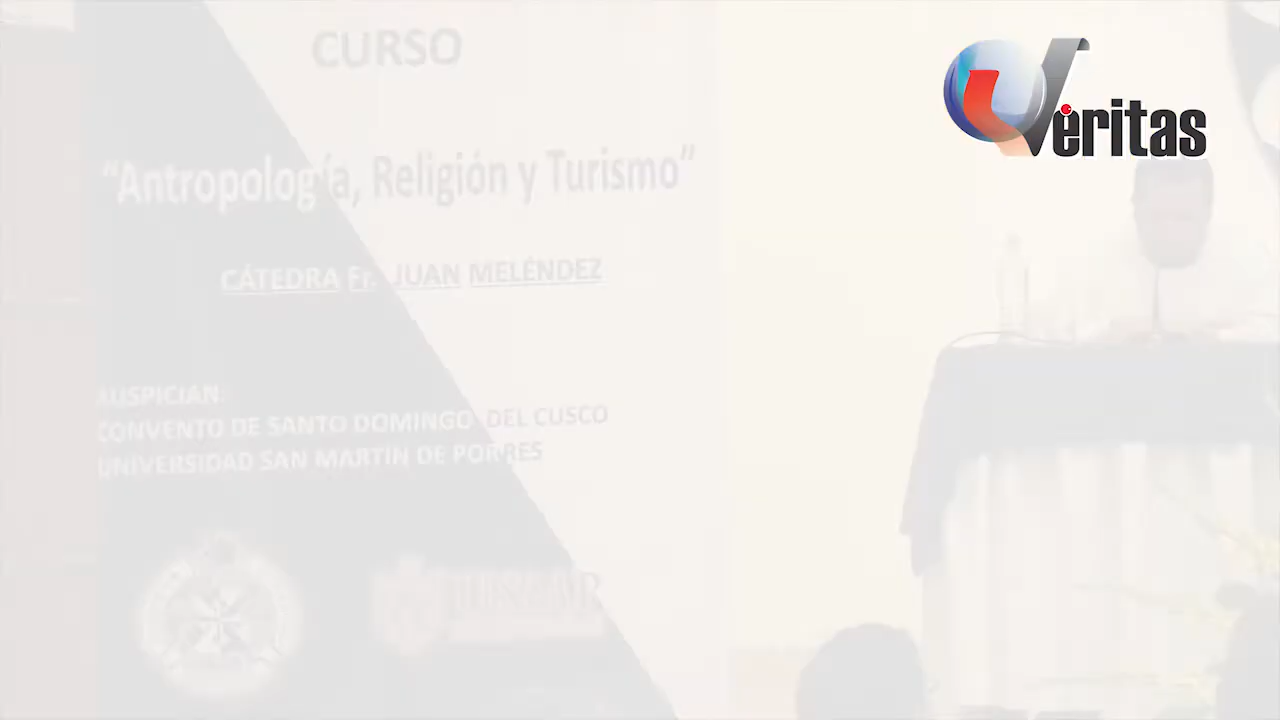 CURSO
Veritas
“Antropología, Religión y Turismo”
CÁTEDRA Fr. JUAN MELÉNDEZ
AUSPICIAN:
CONVENTO DE SANTO DOMINGO DEL CUSCO
UNIVERSIDAD SAN MARTÍN DE PORRES